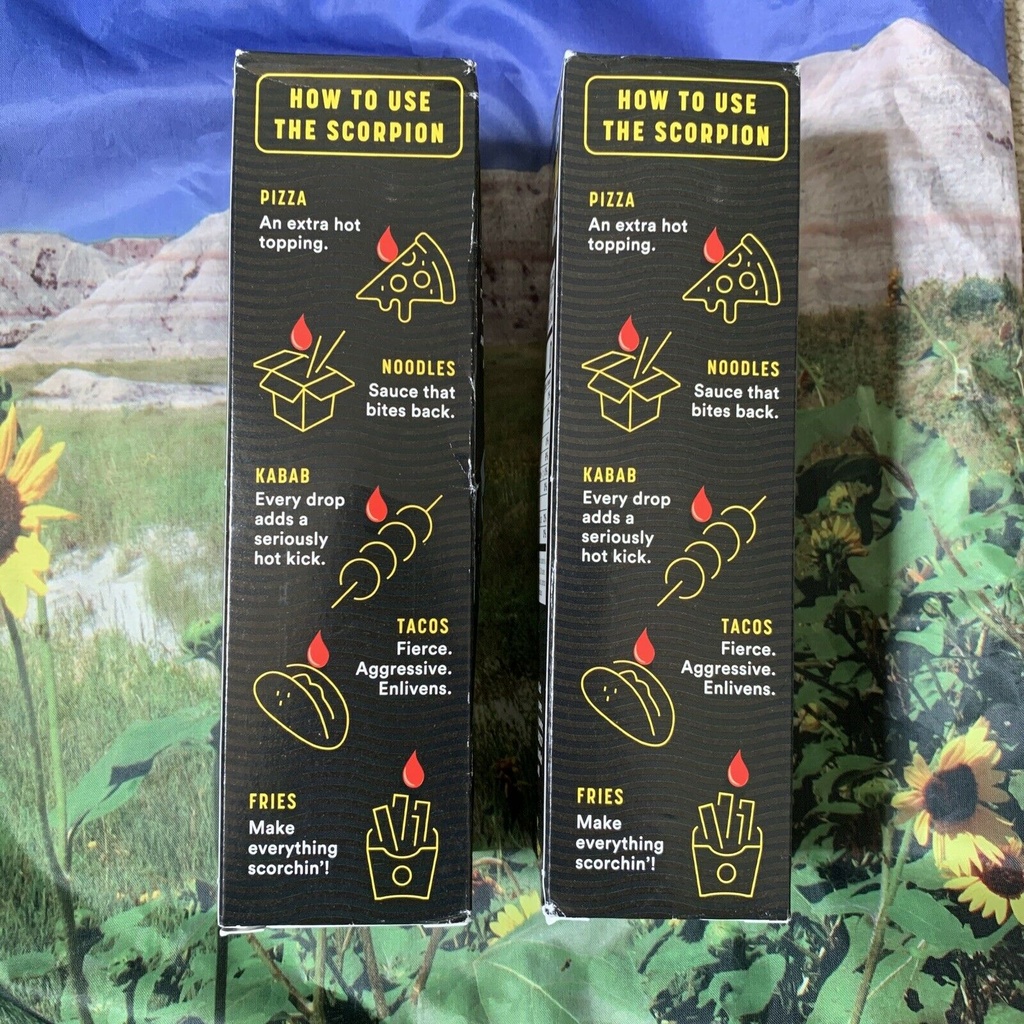 HOW TO USE
THE SCORPION
PIZZA
An extra hot
topping.
NOODLES
Sauce that
bites back.
KABAB
Every drop
adds a
seriously
hot kick.
TACOS
Fierce.
Aggressive.
Enlivens.
FRIES
Make
everything
scorchin'!
HOW TO USE
THE SCORPION
PIZZA
An extra hot
topping.
NOODLES
Sauce that
bites back.
KABAB
Every drop
adds a
seriously
hot kick.
TACOS
Fierce.
Aggressive.
Enlivens.
FRIES
Make
everything
scorchin'!